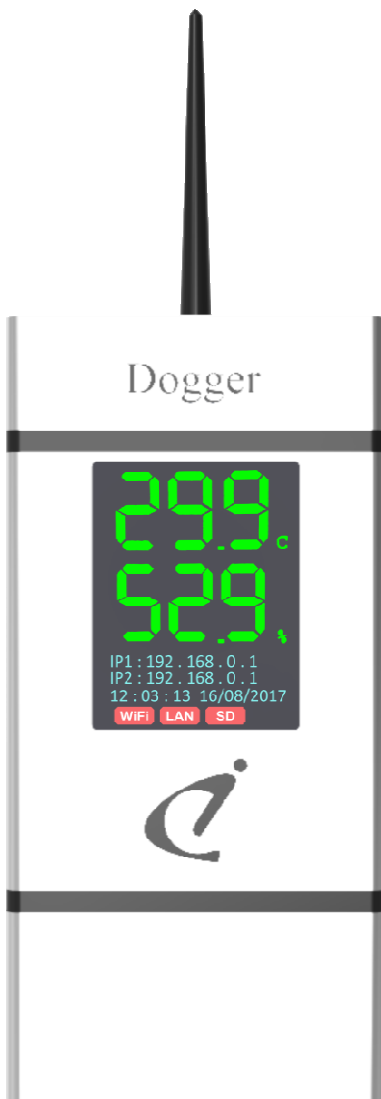 Dogger
29.9 C
52.9 %
IP1 : 192 . 168 . 0 . 1
IP2 : 192 . 168 . 0 . 1
12 : 03 : 13 16/08/2017
WiFi LAN SD